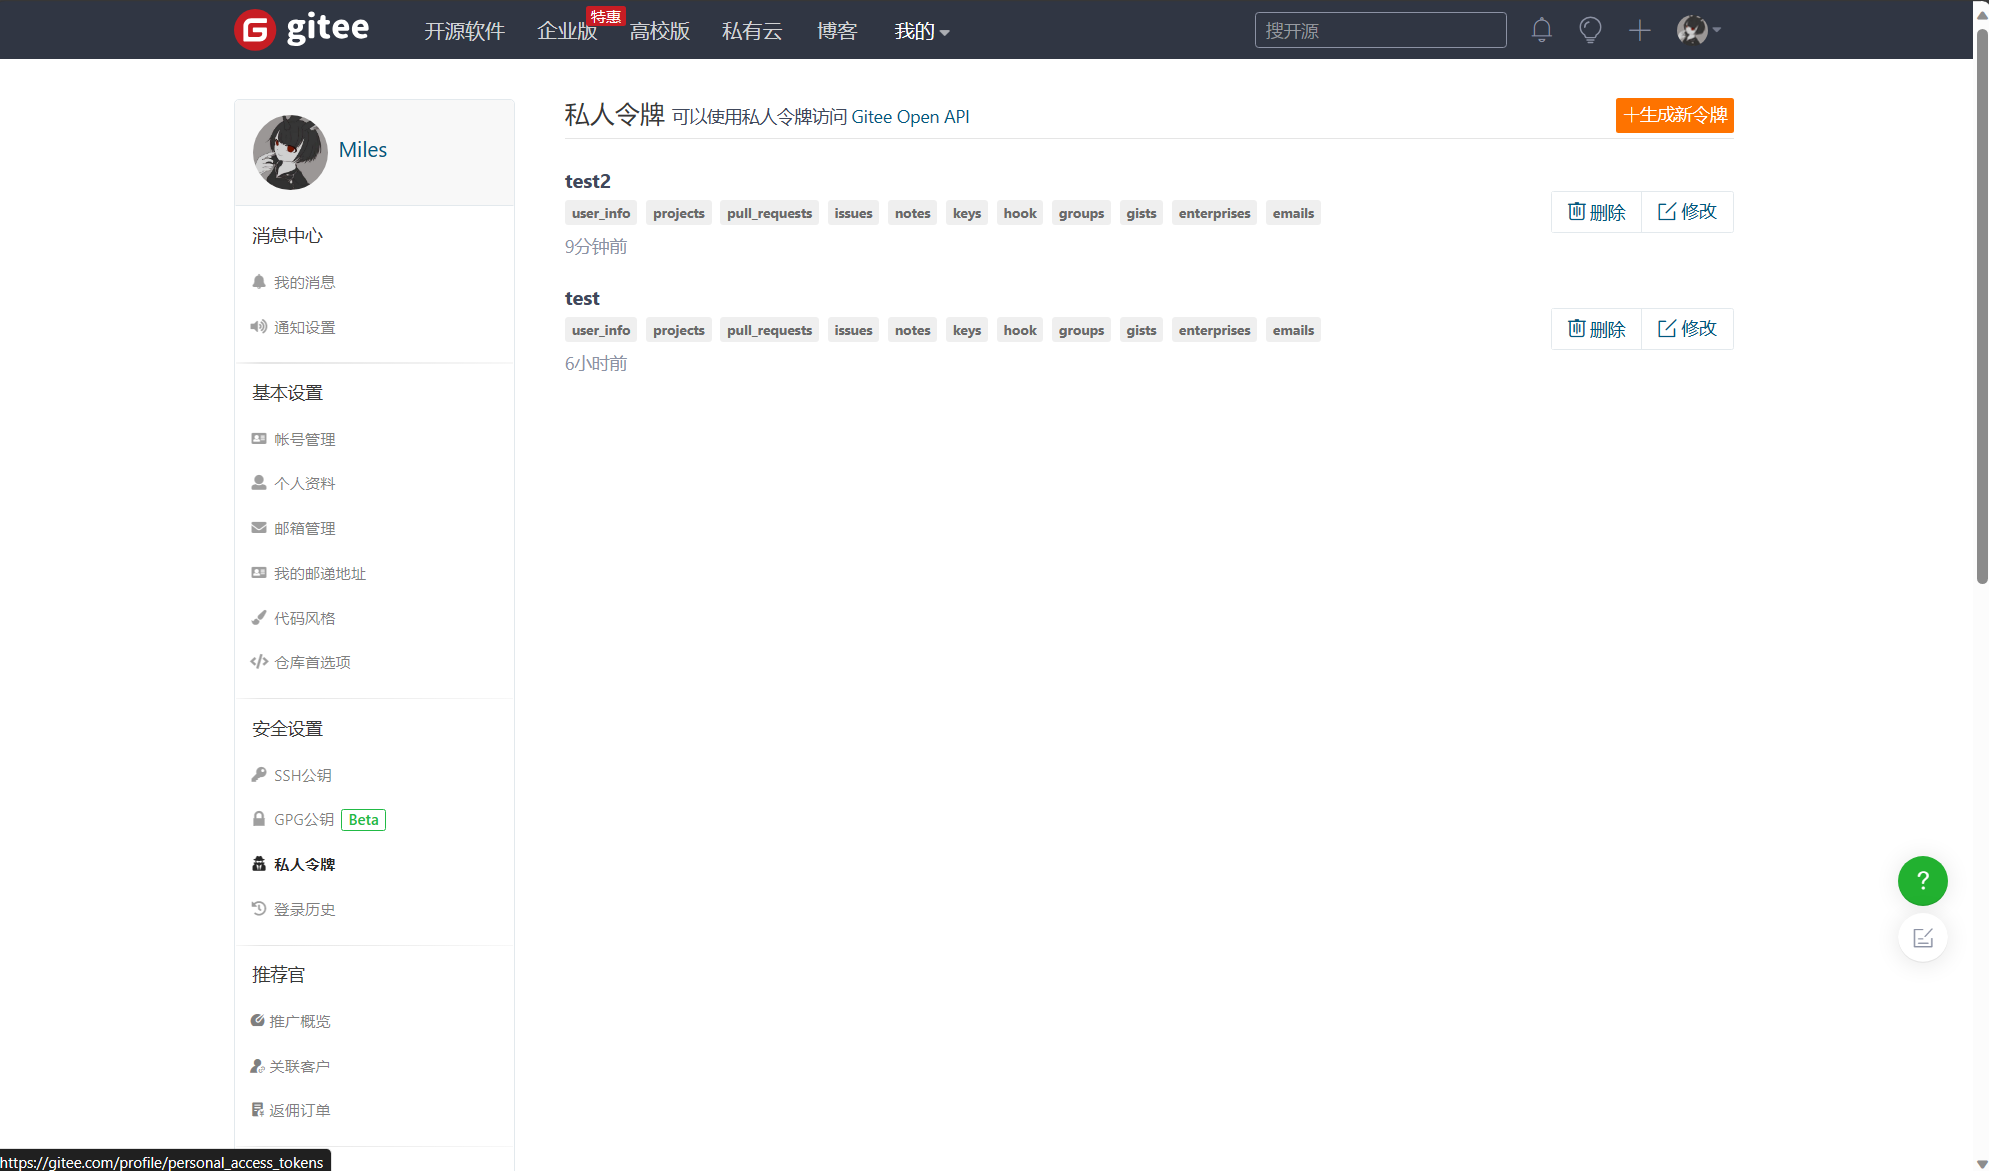 gitee 开源软件 企业版 特惠 高校版 私有云 博客 我的 搜开源
Miles
消息中心
我的消息
通知设置
基本设置
帐号管理
个人资料
邮箱管理
我的邮递地址
代码风格
仓库首选项
安全设置
SSH公钥
GPG公钥 Beta
私人令牌
登录历史
推荐官
推广概览
关联客户
返佣订单
私人令牌 可以使用私人令牌访问 Gitee Open API
生成新令牌
test2
user_info projects pull_requests issues notes keys hook groups gists enterprises emails
9分钟前
删除 修改
test
user_info projects pull_requests issues notes keys hook groups gists enterprises emails
6小时前
删除 修改
?
https://gitee.com/profile/personal_access_tokens